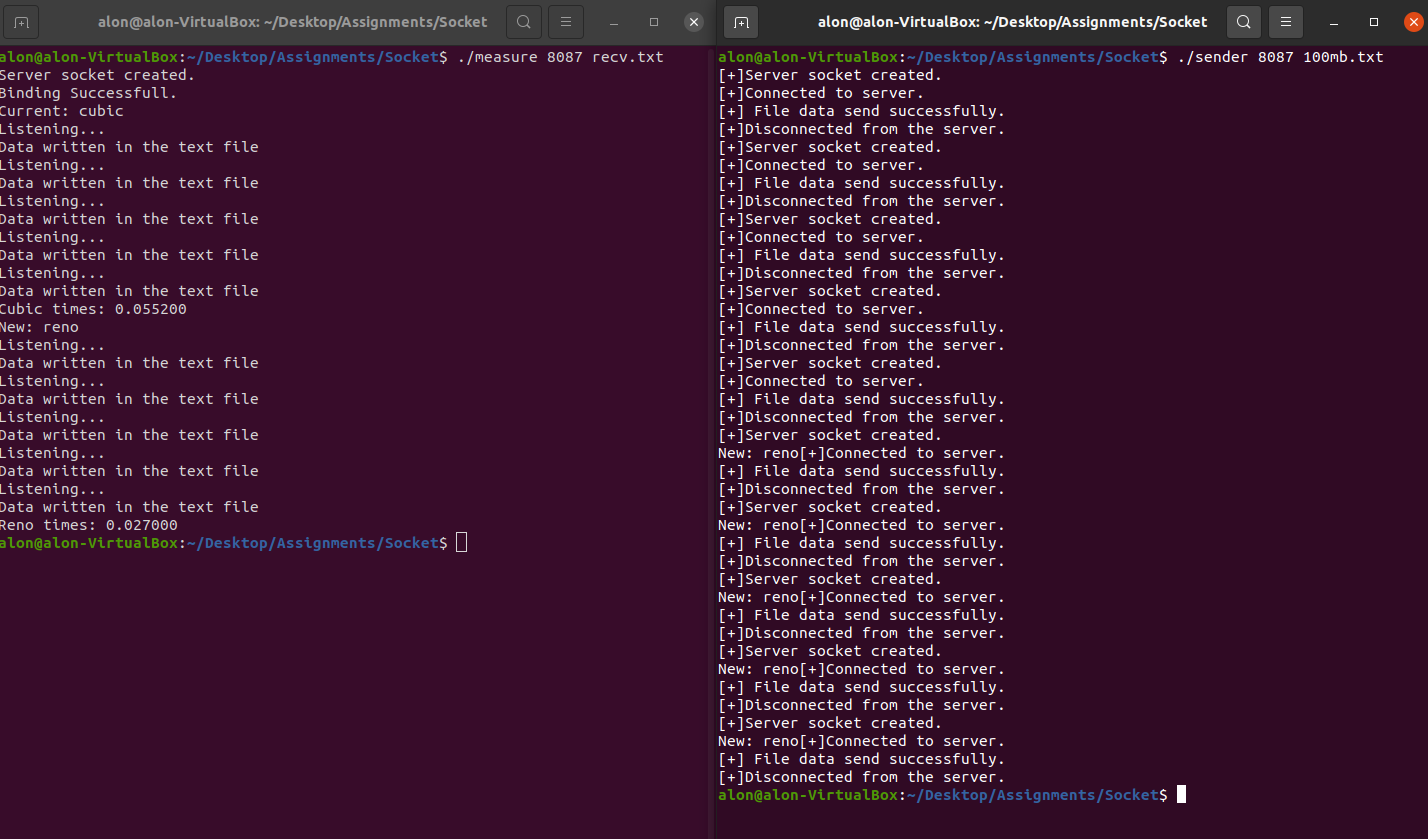 alon@alon-VirtualBox: ~/Desktop/Assignments/Socket
alon@alon-VirtualBox:~/Desktop/Assignments/Socket$ ./measure 8087 recv.txt
Server socket created.
Binding Successfull.
Current: cubic
Listening...
Data written in the text file
Listening...
Data written in the text file
Listening...
Data written in the text file
Listening...
Data written in the text file
Listening...
Data written in the text file
Cubic times: 0.055200
New: reno
Listening...
Data written in the text file
Listening...
Data written in the text file
Listening...
Data written in the text file
Listening...
Data written in the text file
Listening...
Data written in the text file
Reno times: 0.027000
alon@alon-VirtualBox:~/Desktop/Assignments/Socket$
alon@alon-VirtualBox: ~/Desktop/Assignments/Socket
alon@alon-VirtualBox:~/Desktop/Assignments/Socket$ ./sender 8087 100mb.txt
[+]Server socket created.
[+]Connected to server.
[+] File data send successfully.
[+]Disconnected from the server.
[+]Server socket created.
[+]Connected to server.
[+] File data send successfully.
[+]Disconnected from the server.
[+]Server socket created.
[+]Connected to server.
[+] File data send successfully.
[+]Disconnected from the server.
[+]Server socket created.
[+]Connected to server.
[+] File data send successfully.
[+]Disconnected from the server.
[+]Server socket created.
[+]Connected to server.
[+] File data send successfully.
[+]Disconnected from the server.
[+]Server socket created.
New: reno[+]Connected to server.
[+] File data send successfully.
[+]Disconnected from the server.
[+]Server socket created.
New: reno[+]Connected to server.
[+] File data send successfully.
[+]Disconnected from the server.
[+]Server socket created.
New: reno[+]Connected to server.
[+] File data send successfully.
[+]Disconnected from the server.
[+]Server socket created.
New: reno[+]Connected to server.
[+] File data send successfully.
[+]Disconnected from the server.
[+]Server socket created.
New: reno[+]Connected to server.
[+] File data send successfully.
[+]Disconnected from the server.
alon@alon-VirtualBox:~/Desktop/Assignments/Socket$